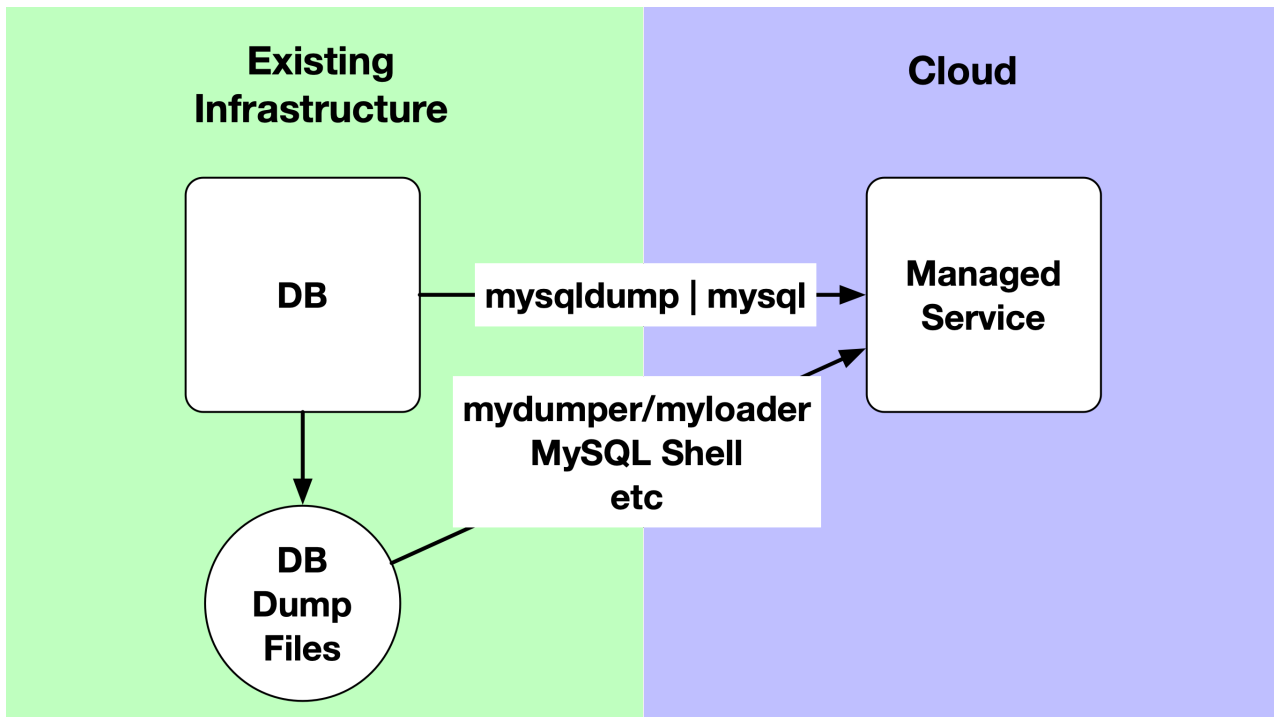 Existing
Infrastructure
Cloud
DB
mysqldump | mysql
Managed
Service
mydumper/myloader
MySQL Shell
etc
DB
Dump
Files